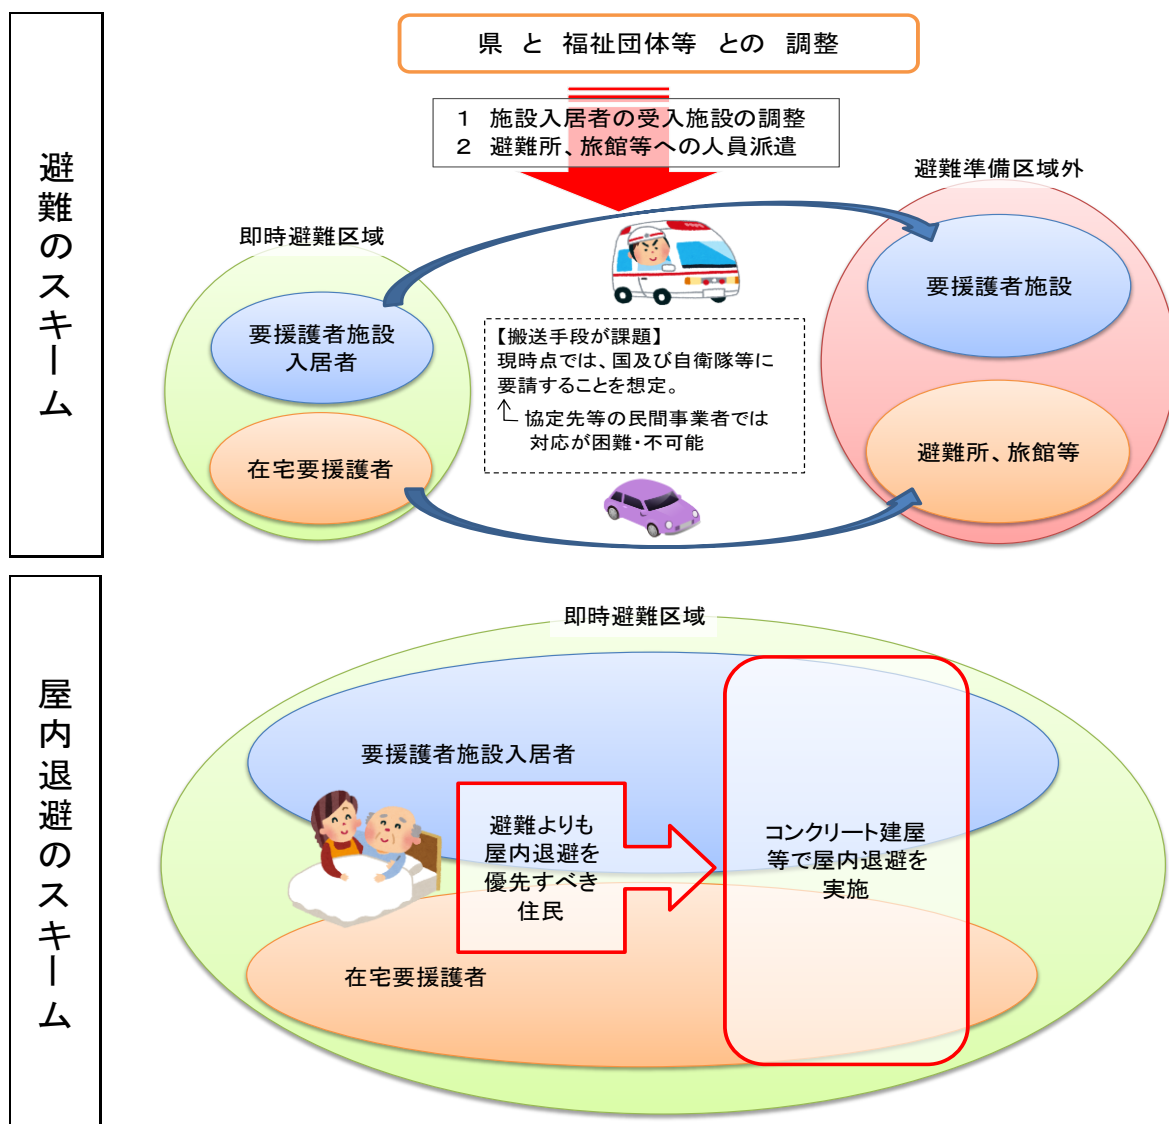 避難のスキーム
県 と 福祉団体等 との 調整
1 施設入居者の受入施設の調整
2 避難所、旅館等への人員派遣
即時避難区域
要援護者施設
入居者
在宅要援護者
【搬送手段が課題】
現時点では、国及び自衛隊等に
要請することを想定。
協定先等の民間事業者では
対応が困難・不可能
避難準備区域外
要援護者施設
避難所、旅館等
屋内退避のスキーム
即時避難区域
要援護者施設入居者
避難よりも
屋内退避を
優先すべき
住民
コンクリート建屋
等で屋内退避を
実施
在宅要援護者